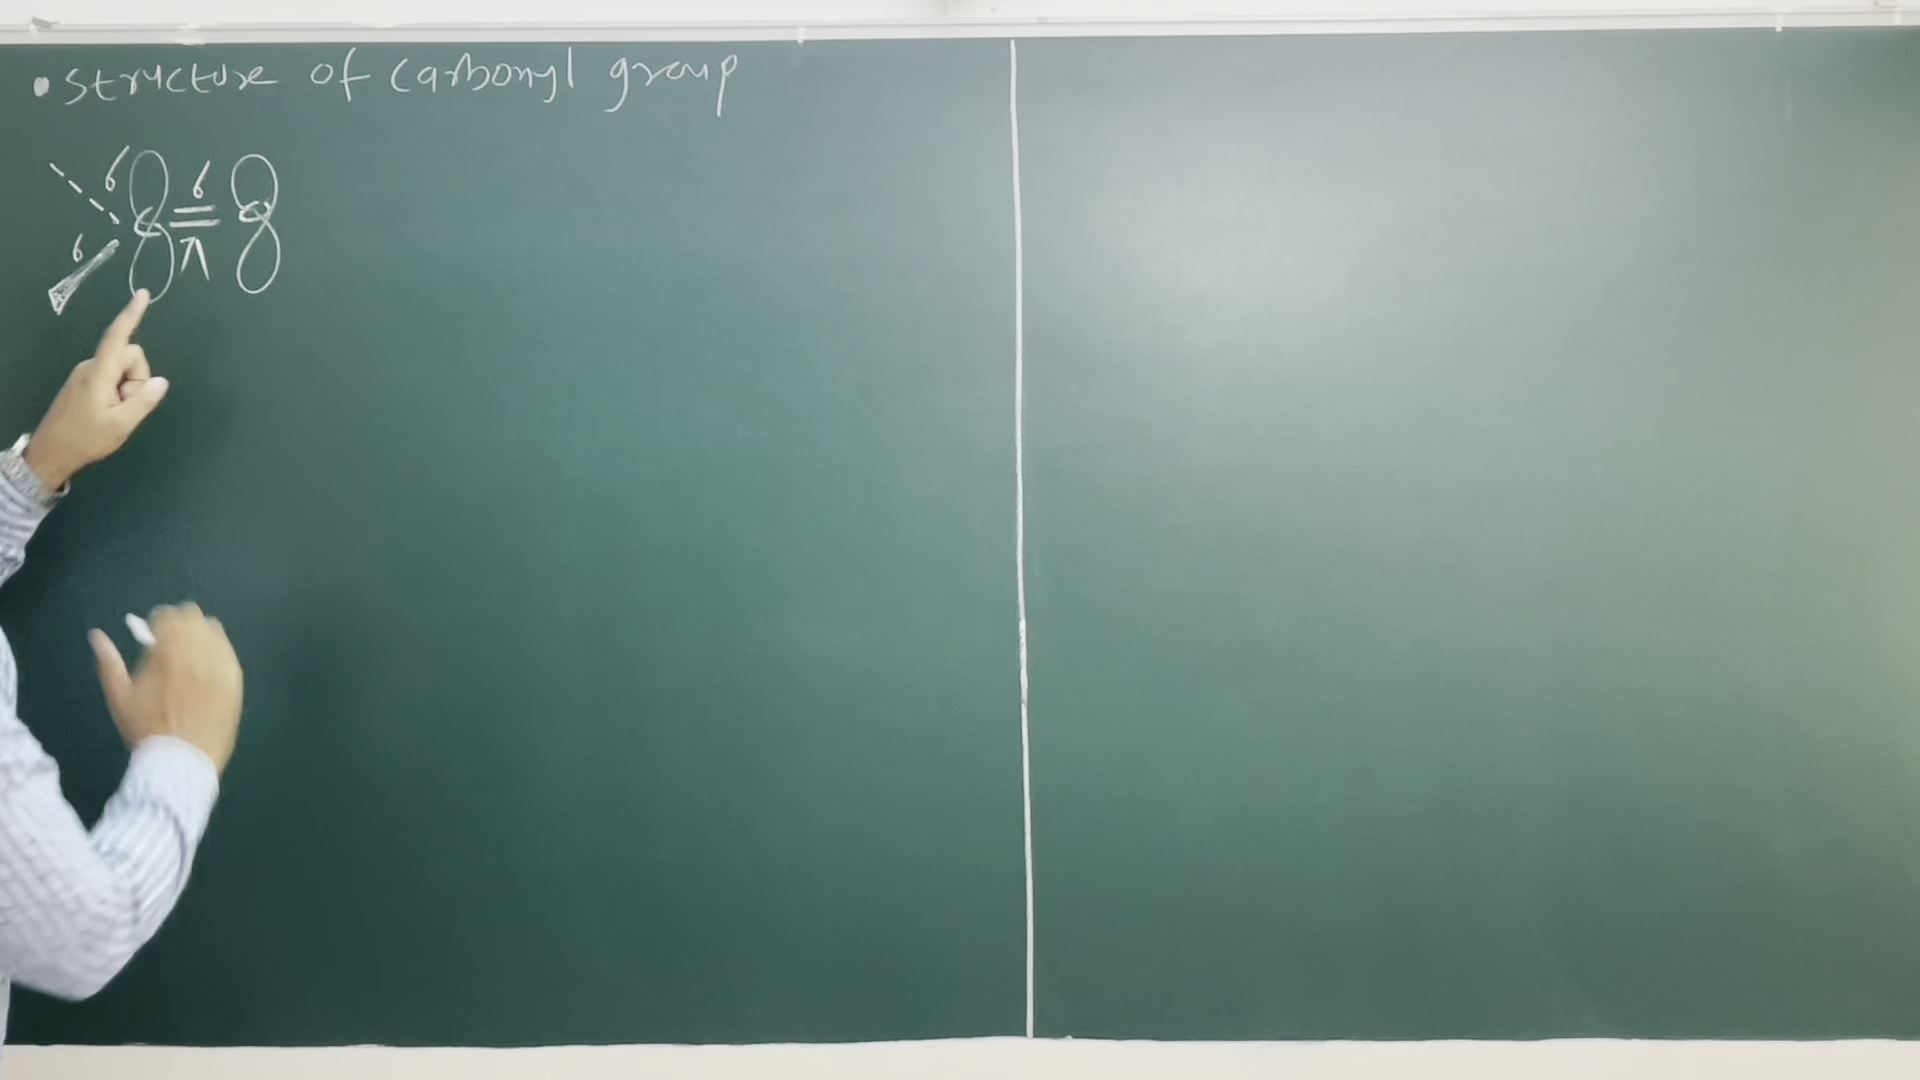 • structure of carbonyl group
σ σ
C = O
σ π